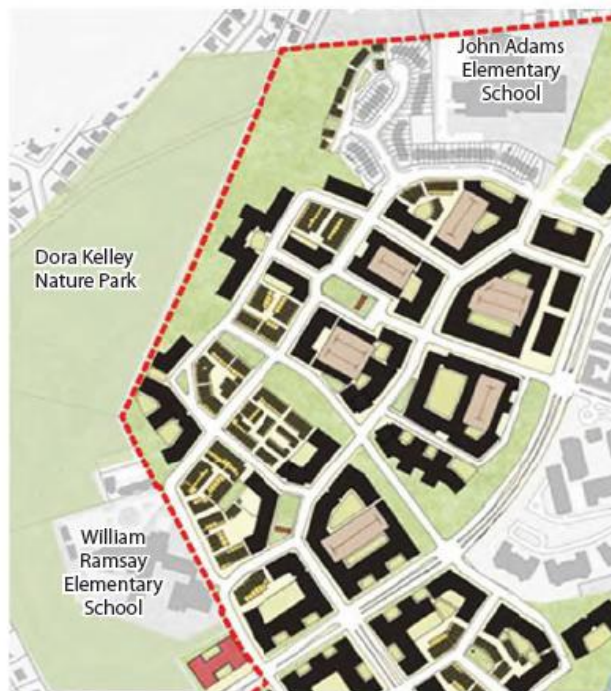 John Adams
Elementary
School
Dora Kelley
Nature Park
William
Ramsay
Elementary
School